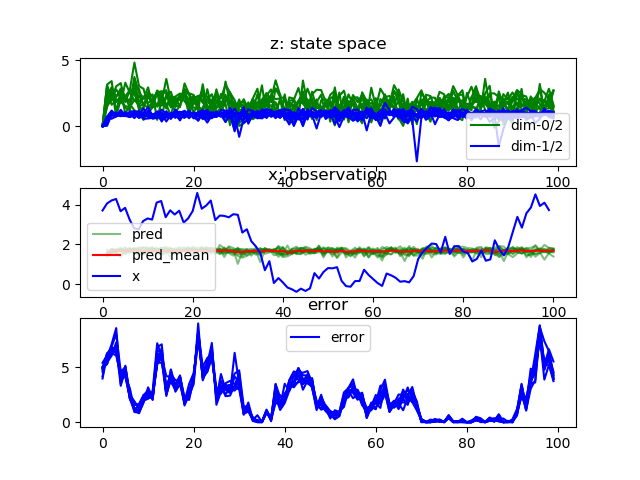 z: state space
5
0
dim-0/2
dim-1/2
0 20 40 60 80 100
x: observation
4
2
0
pred
pred_mean
x
0 20 40 60 80 100
error
5
0
error
0 20 40 60 80 100